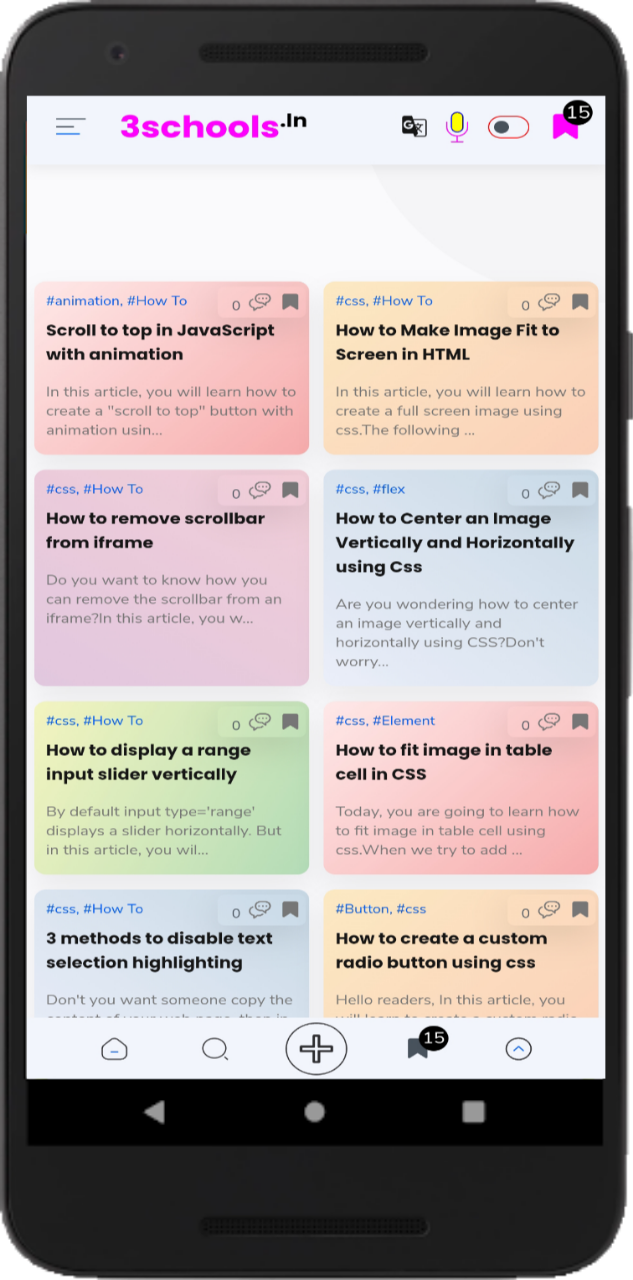 3schools.In
15
#animation, #How To
0
Scroll to top in JavaScript
with animation
In this article, you will learn how to
create a "scroll to top" button with
animation usin...
#css, #How To
0
How to Make Image Fit to
Screen in HTML
In this article, you will learn how to
create a full screen image using
css.The following ...
#css, #How To
0
How to remove scrollbar
from iframe
Do you want to know how you
can remove the scrollbar from an
iframe?In this article, you w...
#css, #flex
0
How to Center an Image
Vertically and Horizontally
using Css
Are you wondering how to center
an image vertically and
horizontally using CSS?Don't
worry...
#css, #How To
0
How to display a range
input slider vertically
By default input type='range'
displays a slider horizontally. But
in this article, you wil...
#css, #Element
0
How to fit image in table
cell in CSS
Today, you are going to learn how
to fit image in table cell using
css.When we try to add ...
#css, #How To
0
3 methods to disable text
selection highlighting
Don't you want someone copy the
#Button, #css
0
How to create a custom
radio button using css
Hello readers, In this article, you
15